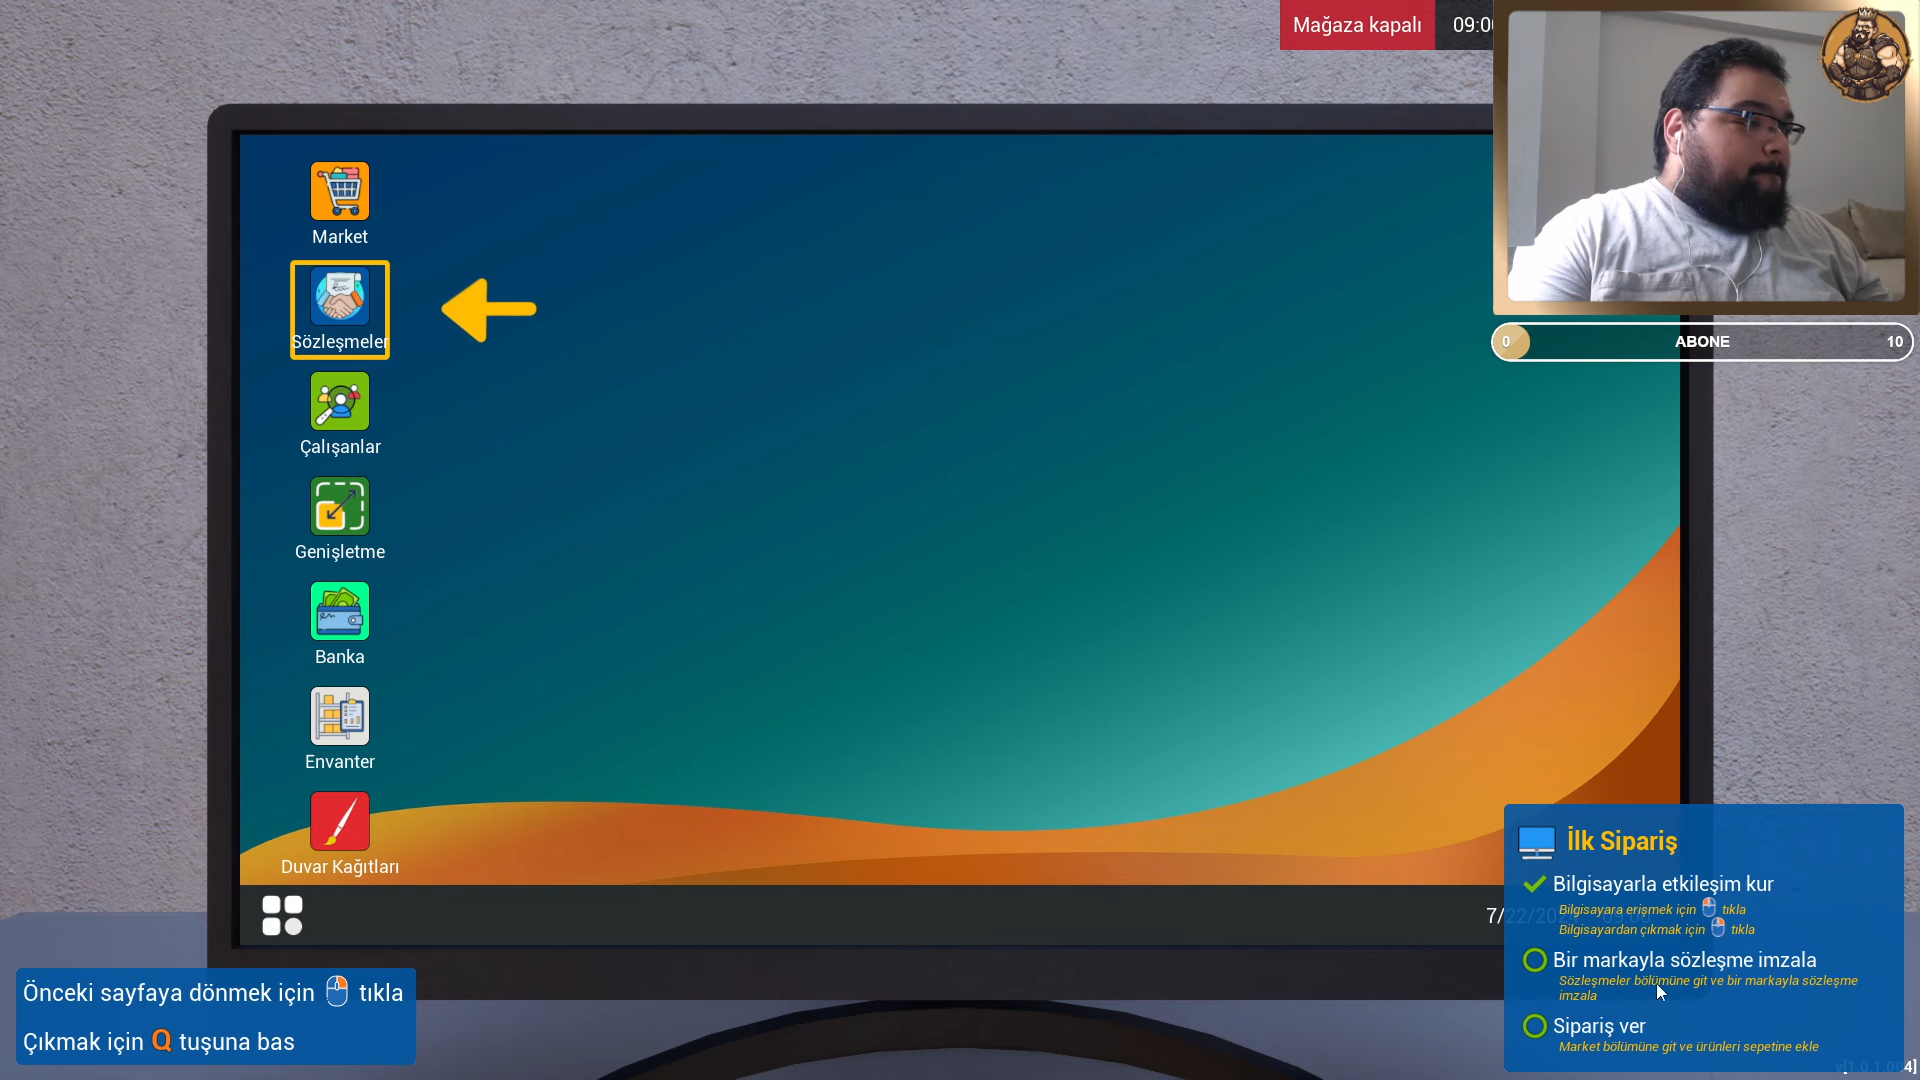 Mağaza kapalı
09:00
Market
Sözleşmeler
Çalışanlar
Genişletme
Banka
Envanter
Duvar Kağıtları
0 ABONE 10
İlk Sipariş
Bilgisayarla etkileşim kur
Bilgisayara erişmek için tıkla
Bilgisayardan çıkmak için tıkla
Bir markayla sözleşme imzala
Sözleşmeler bölümüne git ve bir markayla sözleşme
imzala
Sipariş ver
Market bölümüne git ve ürünleri sepetine ekle
Önceki sayfaya dönmek için tıkla
Çıkmak için Q tuşuna bas